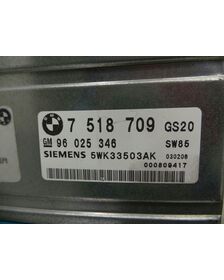 7 518 709 GS20
GM 96 025 346 SW85
SIEMENS 5WK33503AK 030208
000809417